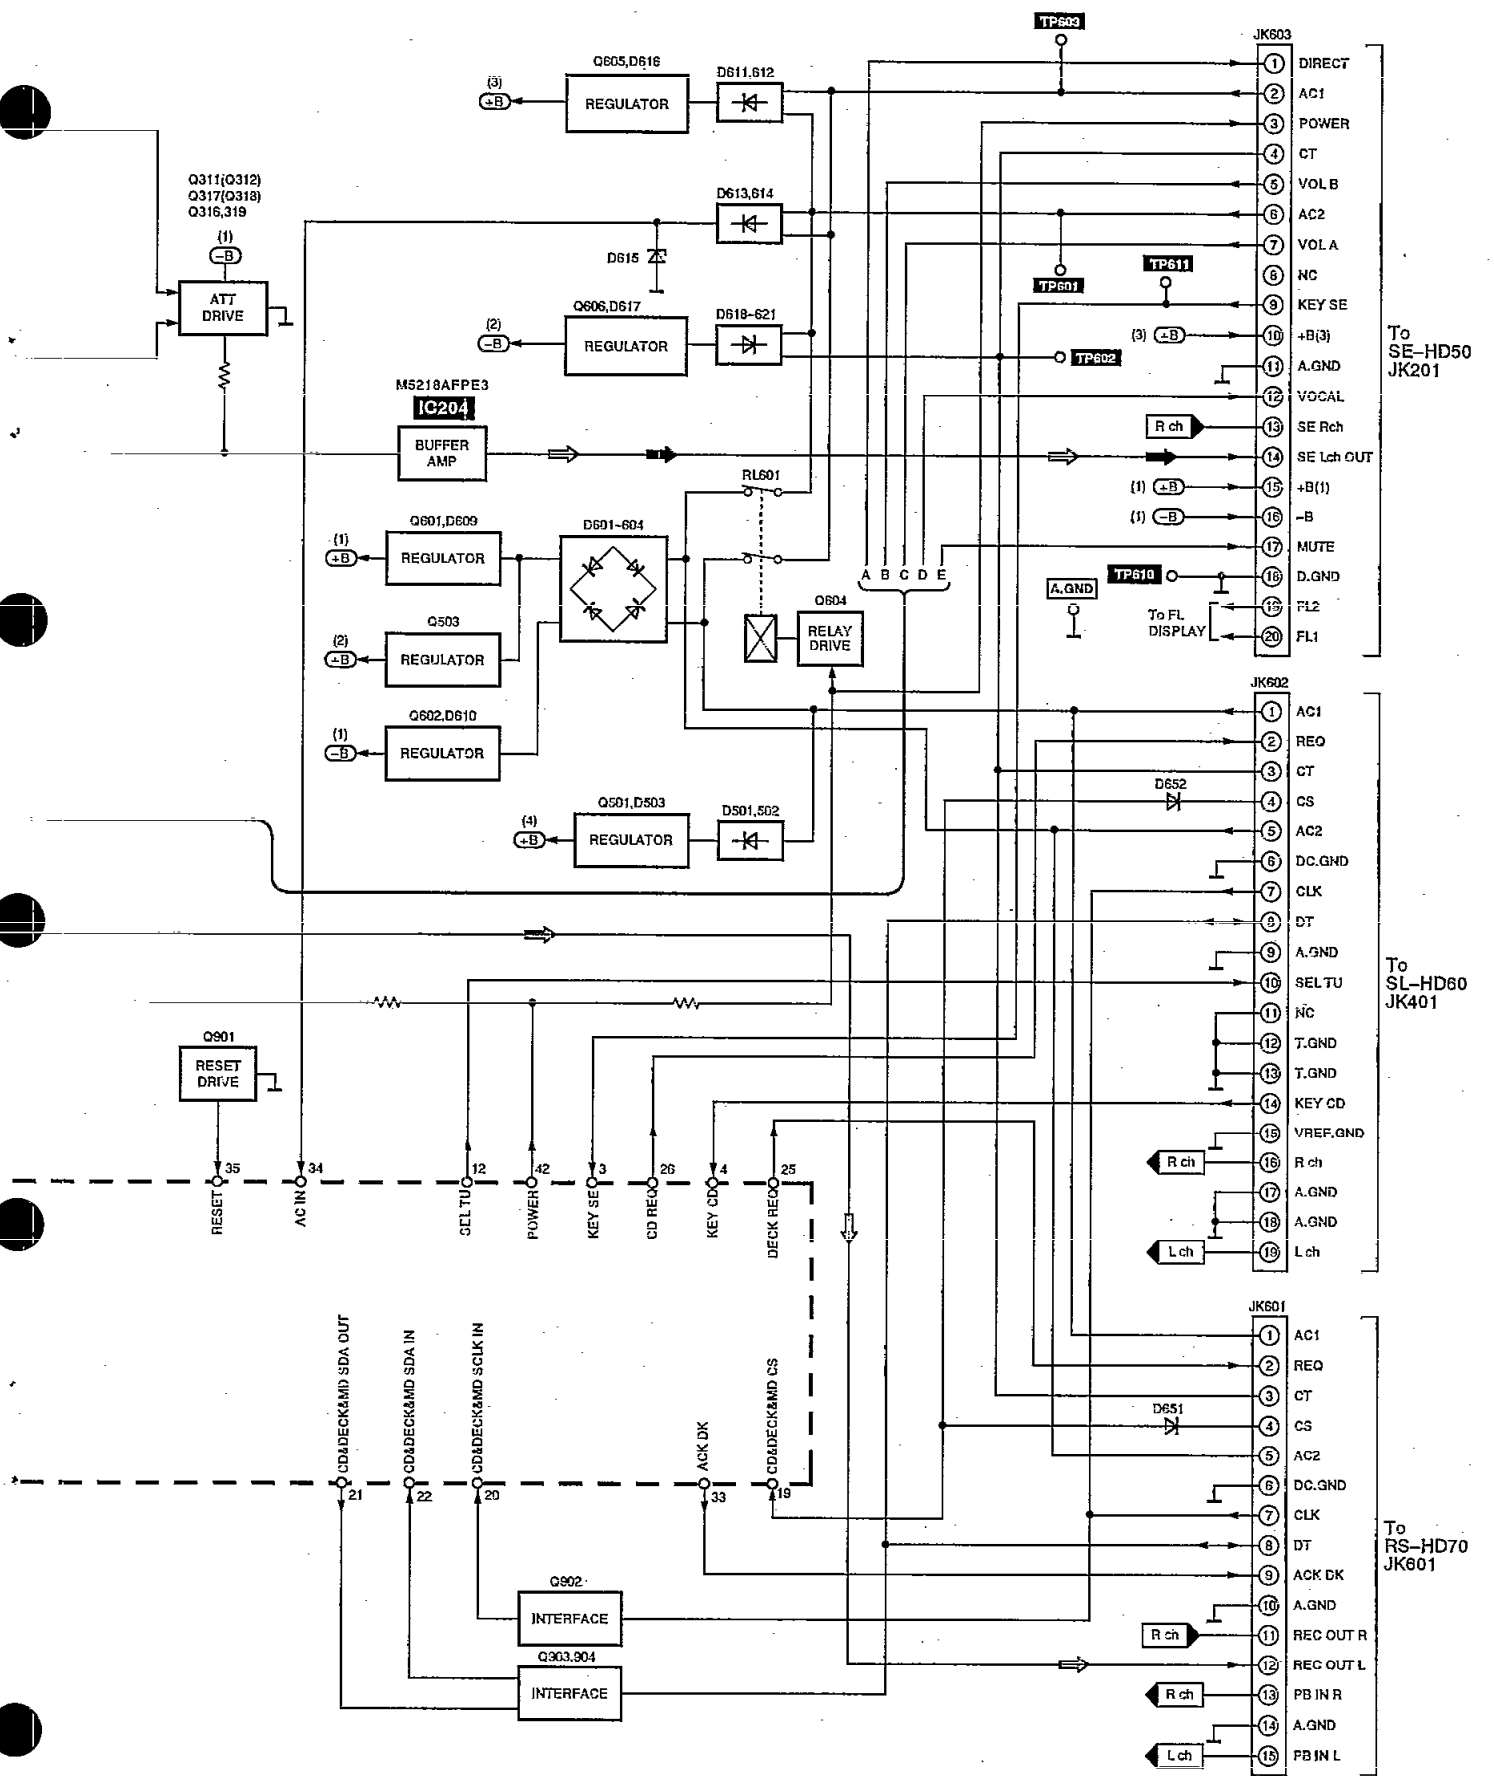 TP603
JK603
Q605,D616
(3)
+B
REGULATOR
D611,612
1 DIRECT
2 AC1
3 POWER
4 CT
5 VOL B
6 AC2
7 VOL A
8 NC
9 KEY SE
(3) +B 10 +B(3)
11 A.GND
12 VOCAL
R ch 13 SE Rch
14 SE Lch OUT
(1) +B 15 +B(1)
(1) -B 16 -B
17 MUTE
TP610 18 D.GND
19 FL2
20 FL1
To FL
DISPLAY
To
SE-HD50
JK201
TP611
TP601
TP602
Q311(Q312)
Q317(Q318)
Q316,319
(1)
-B
ATT
DRIVE
D613,614
D615
Q606,D617
(2)
-B
REGULATOR
D618~621
M5218AFPE3
IC204
BUFFER
AMP
RL601
Q601,D609
(1)
+B
REGULATOR
D601~604
A B C D E
A.GND
Q604
RELAY
DRIVE
Q503
(2)
+B
REGULATOR
Q602,D610
(1)
-B
REGULATOR
Q501,D503
(4)
+B
REGULATOR
D501,502
JK602
1 AC1
2 REQ
3 CT
D652
4 CS
5 AC2
6 DC.GND
7 CLK
8 DT
9 A.GND
10 SEL TU
11 NC
12 T.GND
13 T.GND
14 KEY CD
15 VREF.GND
R ch 16 R ch
17 A.GND
18 A.GND
L ch 19 L ch
To
SL-HD60
JK401
Q901
RESET
DRIVE
35
RESET
34
AC IN
12
SEL TU
42
POWER
3
KEY SE
26
CD REQ
4
KEY CD
25
DECK REQ
CD&DECK&MD SDA OUT
21
CD&DECK&MD SDA IN
22
CD&DECK&MD SCLK IN
20
ACK DK
33
CD&DECK&MD CS
19
Q902
INTERFACE
Q903,904
INTERFACE
JK601
1 AC1
2 REQ
3 CT
D651
4 CS
5 AC2
6 DC.GND
7 CLK
8 DT
9 ACK DK
10 A.GND
R ch 11 REC OUT R
12 REC OUT L
R ch 13 PB IN R
14 A.GND
L ch 15 PB IN L
To
RS-HD70
JK601